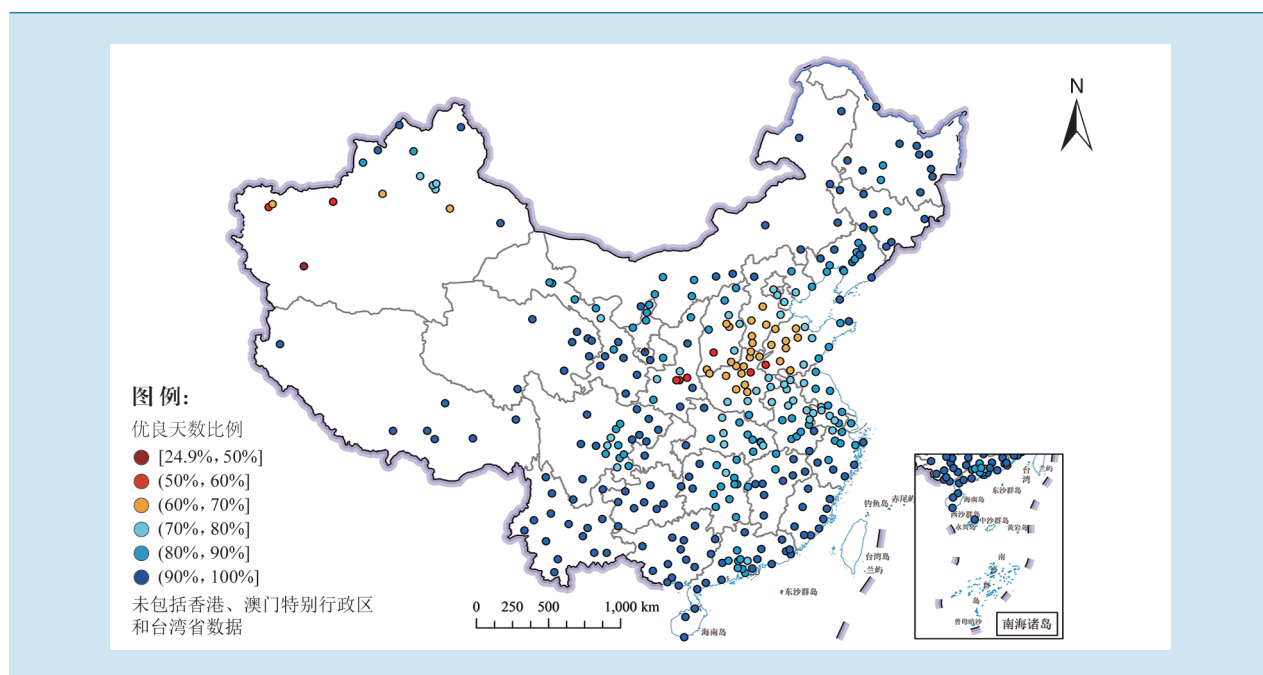 N
图例:
优良天数比例
[24.9%, 50%]
(50%, 60%]
(60%, 70%]
(70%, 80%]
(80%, 90%]
(90%, 100%]
未包括香港、澳门特别行政区
和台湾省数据
0 250 500 1,000 km
海南岛
东沙群岛
钓鱼岛 赤尾屿
台湾岛
兰屿
台湾
兰屿
东沙群岛
海南岛
西沙群岛
中沙群岛
永兴岛
黄岩岛
南
海
诸
岛
曾母暗沙
南海诸岛